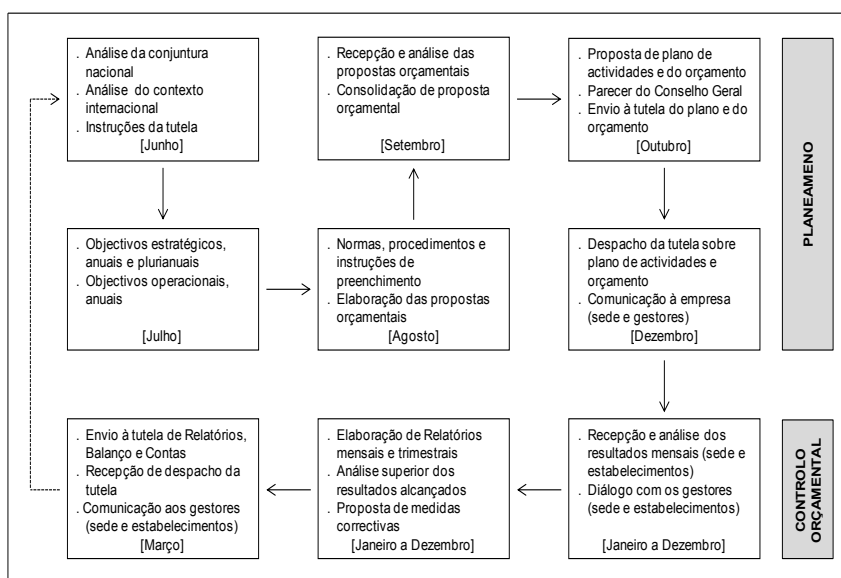 . Análise da conjuntura
nacional
. Análise do contexto
internacional
. Instruções da tutela
[Junho]
. Recepção e análise das
propostas orçamentais
. Consolidação de proposta
orçamental
[Setembro]
. Proposta de plano de
actividades e do orçamento
. Parecer do Conselho Geral
. Envio à tutela do plano e do
orçamento
[Outubro]
PLANEAMENO
. Objectivos estratégicos,
anuais e plurianuais
. Objectivos operacionais,
anuais
[Julho]
. Normas, procedimentos e
instruções de
preenchimento
. Elaboração das propostas
orçamentais
[Agosto]
. Despacho da tutela sobre
plano de actividades e
orçamento
. Comunicação à empresa
(sede e gestores)
[Dezembro]
. Envio à tutela de Relatórios,
Balanço e Contas
. Recepção de despacho da
tutela
. Comunicação aos gestores
(sede e estabelecimentos)
[Março]
. Elaboração de Relatórios
mensais e trimestrais
. Análise superior dos
resultados alcançados
. Proposta de medidas
correctivas
[Janeiro a Dezembro]
. Recepção e análise dos
resultados mensais (sede e
estabelecimentos)
. Diálogo com os gestores
(sede e estabelecimentos)
[Janeiro a Dezembro]
CONTROLO
ORÇAMENTAL